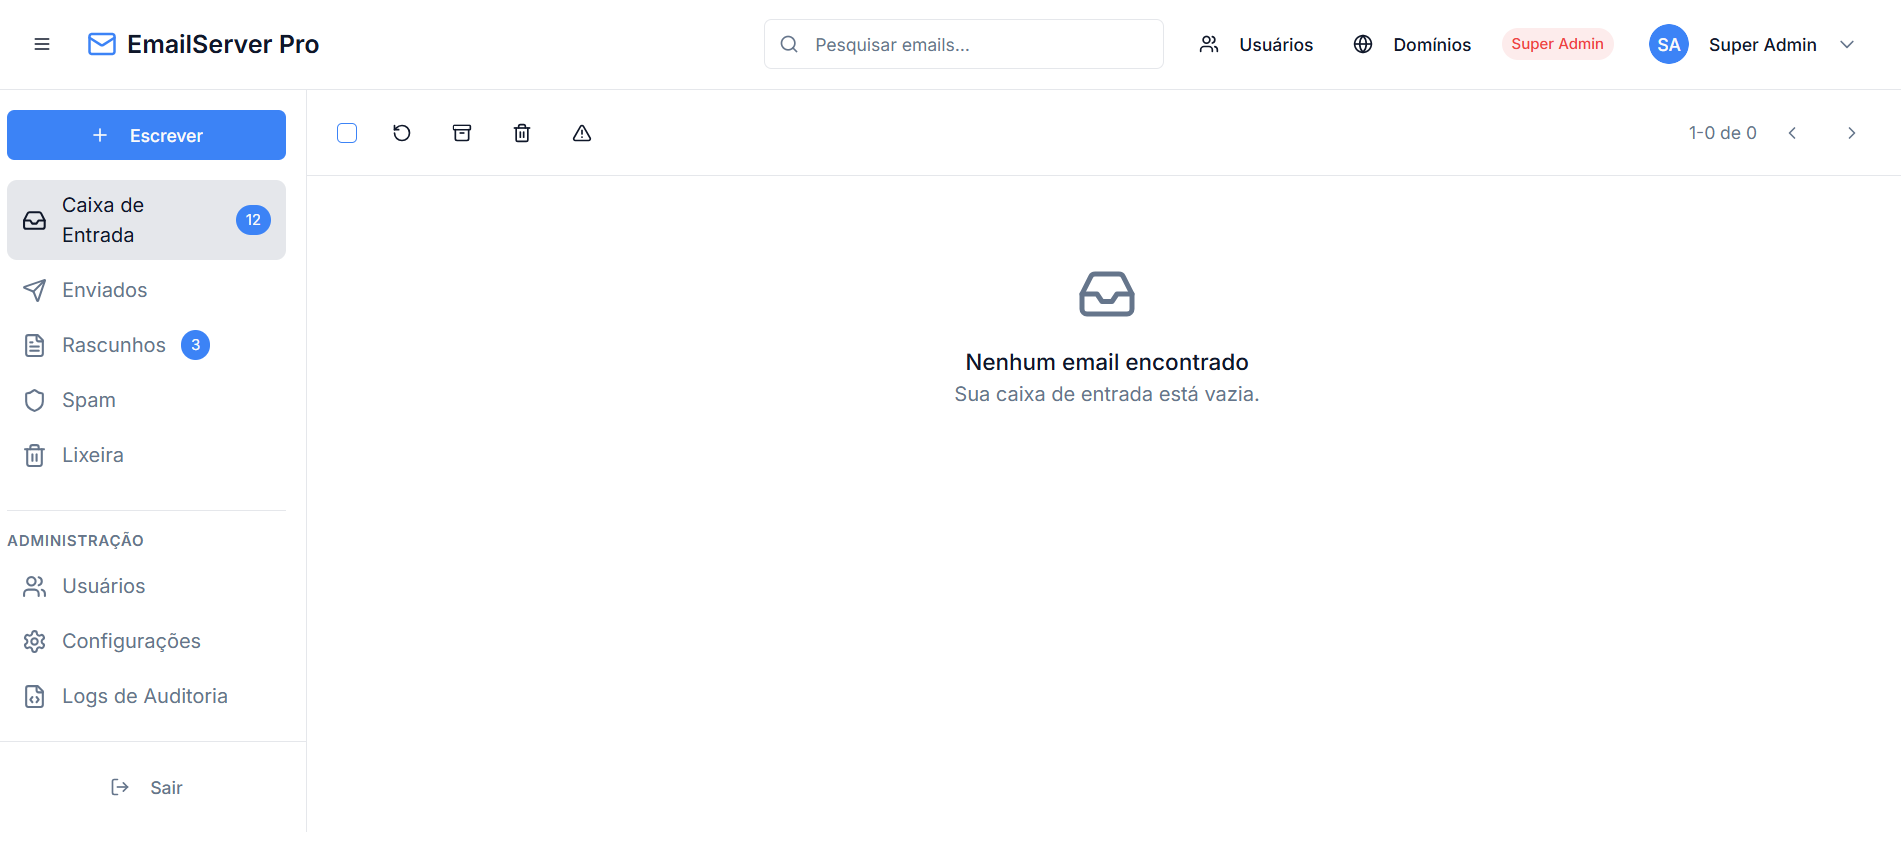 EmailServer Pro
Pesquisar emails...
Usuários
Domínios
Super Admin
SA
Super Admin
Escrever
1-0 de 0
Caixa de
Entrada
12
Enviados
Rascunhos
3
Spam
Lixeira
ADMINISTRAÇÃO
Usuários
Configurações
Logs de Auditoria
Sair
Nenhum email encontrado
Sua caixa de entrada está vazia.